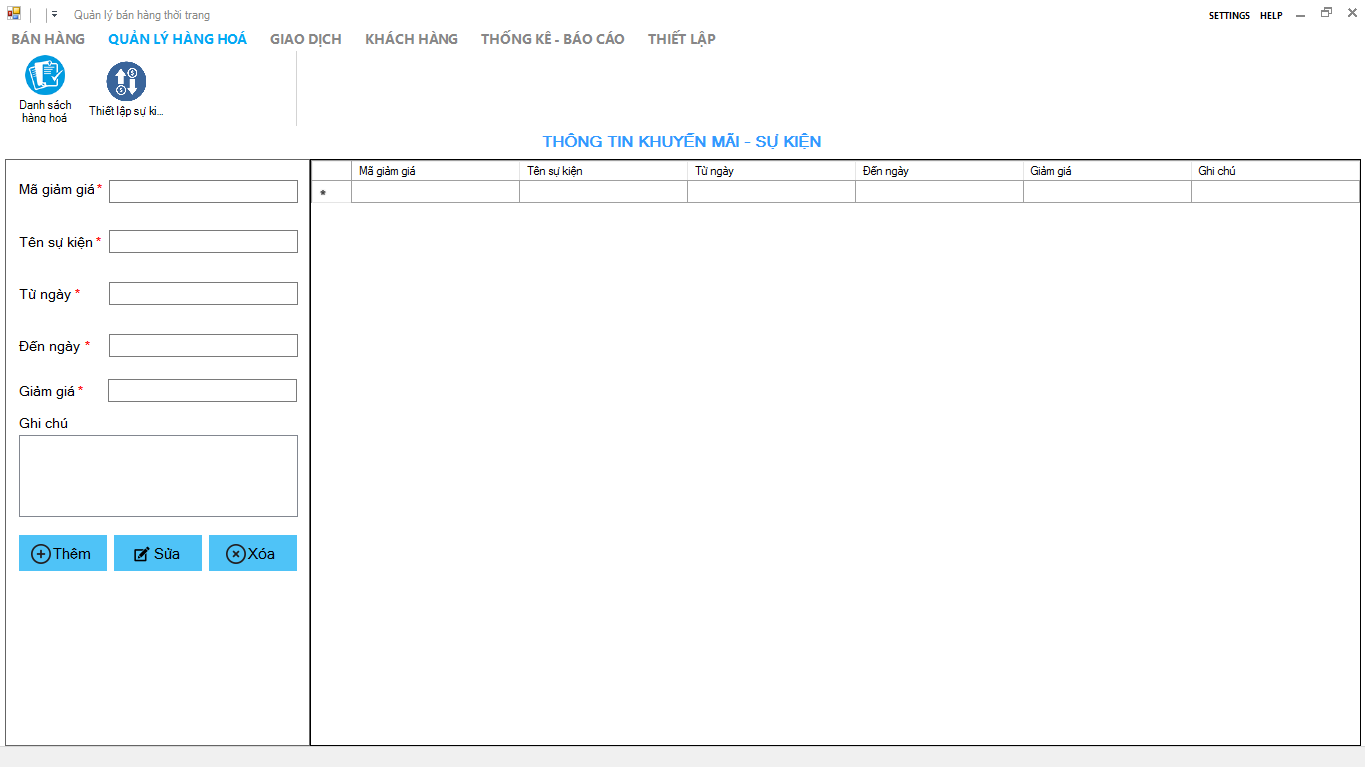 Quản lý bán hàng thời trang
SETTINGS HELP
BÁN HÀNG QUẢN LÝ HÀNG HOÁ GIAO DỊCH KHÁCH HÀNG THỐNG KÊ - BÁO CÁO THIẾT LẬP
Danh sách
hàng hoá
Thiết lập sự ki...
THÔNG TIN KHUYẾN MÃI - SỰ KIỆN
Mã giảm giá*
Tên sự kiện *
Từ ngày *
Đến ngày *
Giảm giá *
Ghi chú
Thêm Sửa Xóa
Mã giảm giá Tên sự kiện Từ ngày Đến ngày Giảm giá Ghi chú
*